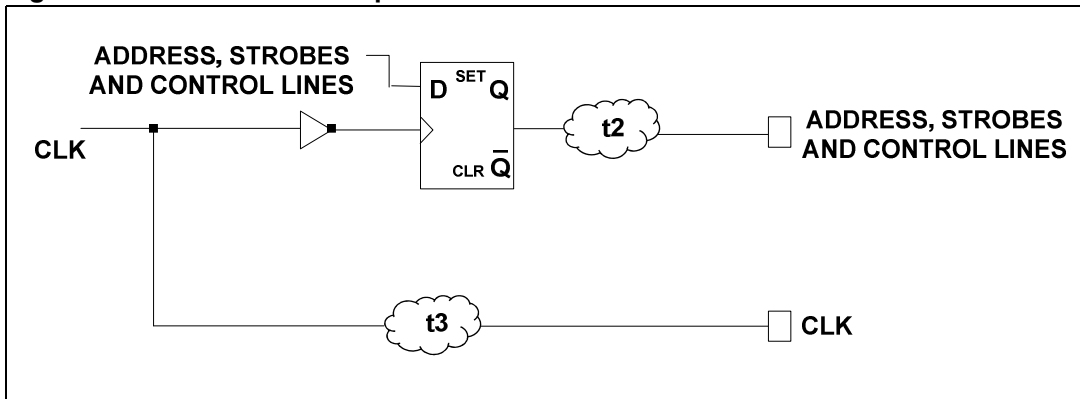 ADDRESS, STROBES
AND CONTROL LINES
CLK
D SET Q
CLR Q̅
t2
ADDRESS, STROBES
AND CONTROL LINES
t3
CLK